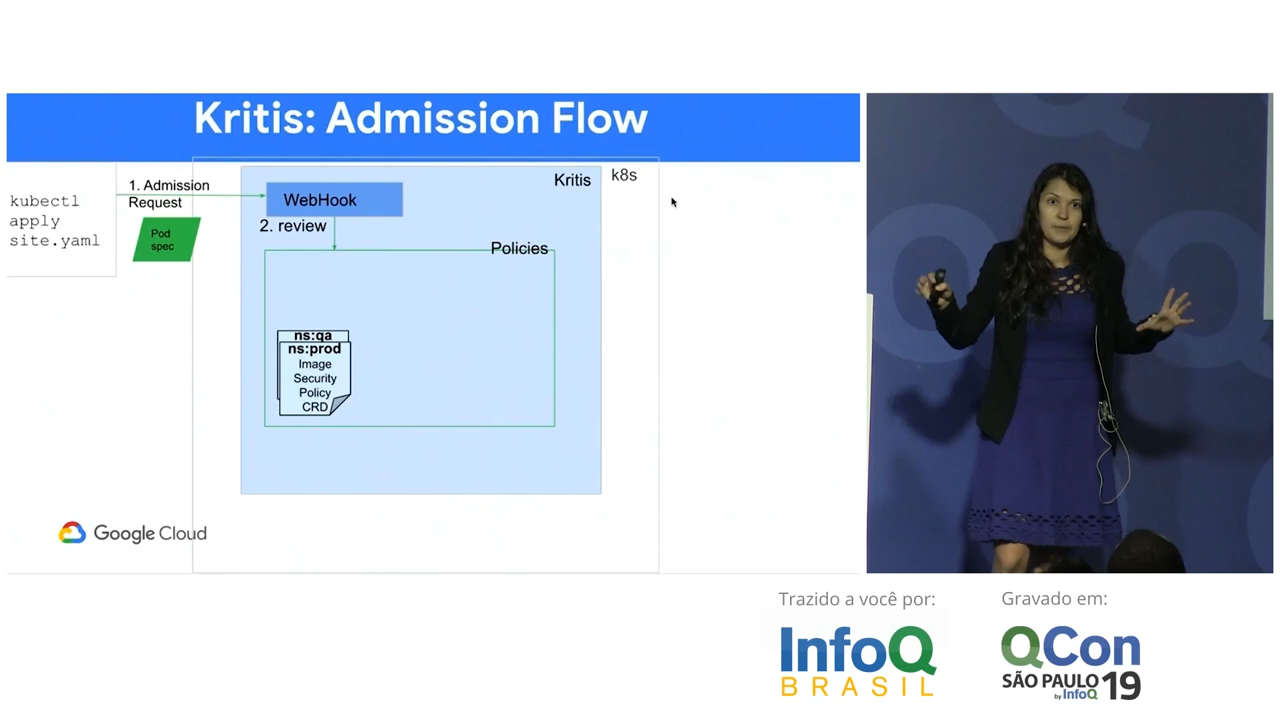 Kritis: Admission Flow
kubectl
apply
site.yaml
1. Admission
Request
Pod
spec
WebHook
Kritis
k8s
2. review
Policies
ns:qa
ns:prod
Image
Security
Policy
CRD
Google Cloud
Trazido a você por:
InfoQ
BRASIL
Gravado em:
QCon
SÃO PAULO 19
by InfoQ